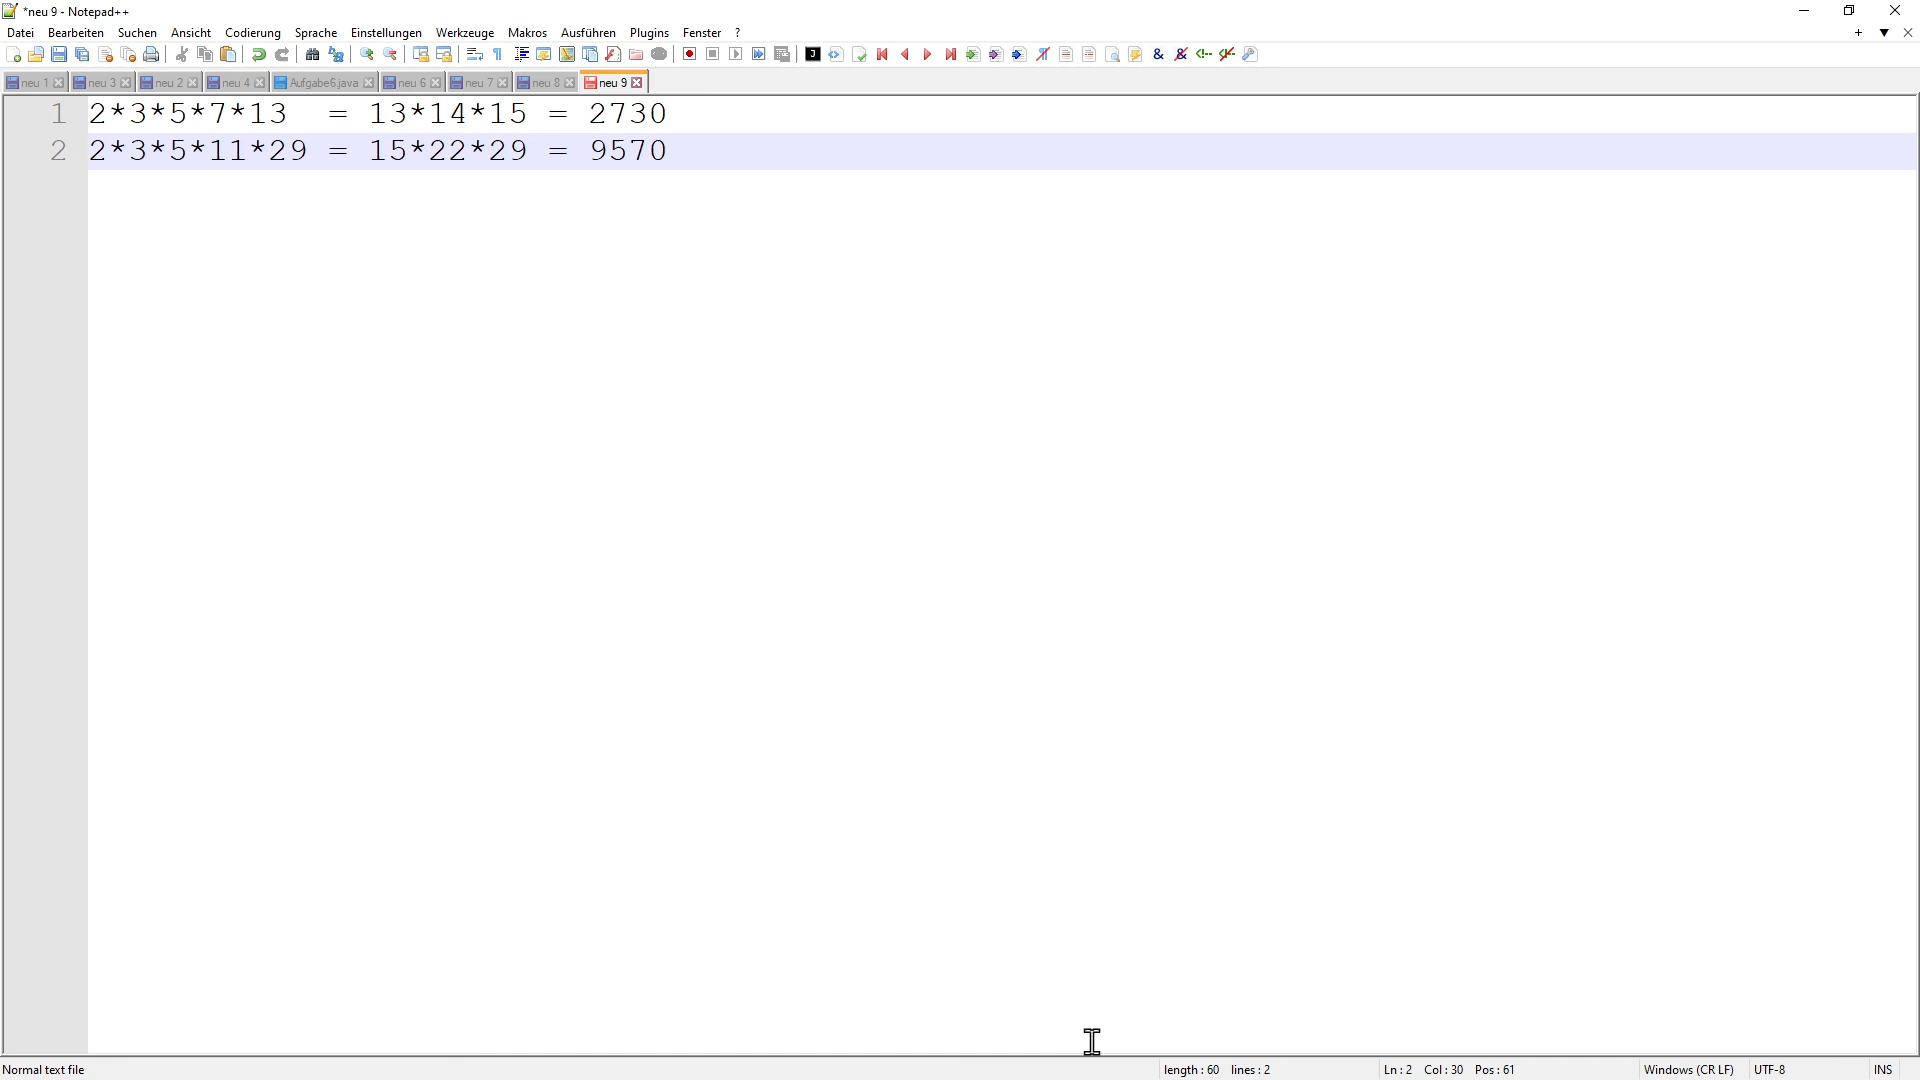 *neu 9 - Notepad++
Datei Bearbeiten Suchen Ansicht Codierung Sprache Einstellungen Werkzeuge Makros Ausführen Plugins Fenster ?
neu 1 neu 3 neu 2 neu 4 Aufgabe6.java neu 6 neu 7 neu 8 neu 9
1 2*3*5*7*13 = 13*14*15 = 2730
2 2*3*5*11*29 = 15*22*29 = 9570
Normal text file length : 60 lines : 2 Ln : 2 Col : 30 Pos : 61 Windows (CR LF) UTF-8 INS